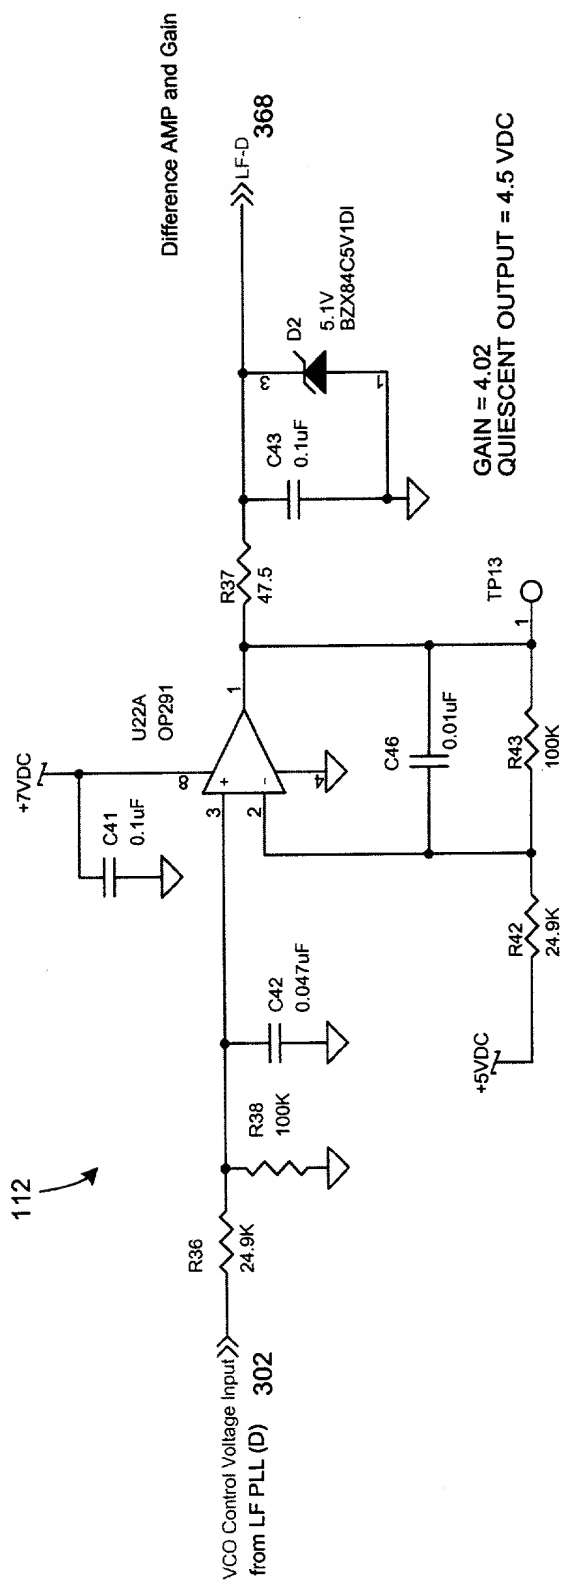 112
Difference AMP and Gain
VCO Control Voltage Input
from LF PLL (D)
302
R36
24.9K
R38
100K
C42
0.047uF
+7VDC
C41
0.1uF
U22A
OP291
3
2
8
4
1
+
-
C46
0.01uF
+5VDC
R42
24.9K
R43
100K
TP13
1
R37
47.5
C43
0.1uF
3
1
D2
5.1V
BZX84C5V1DI
LF-D
368
GAIN = 4.02
QUIESCENT OUTPUT = 4.5 VDC